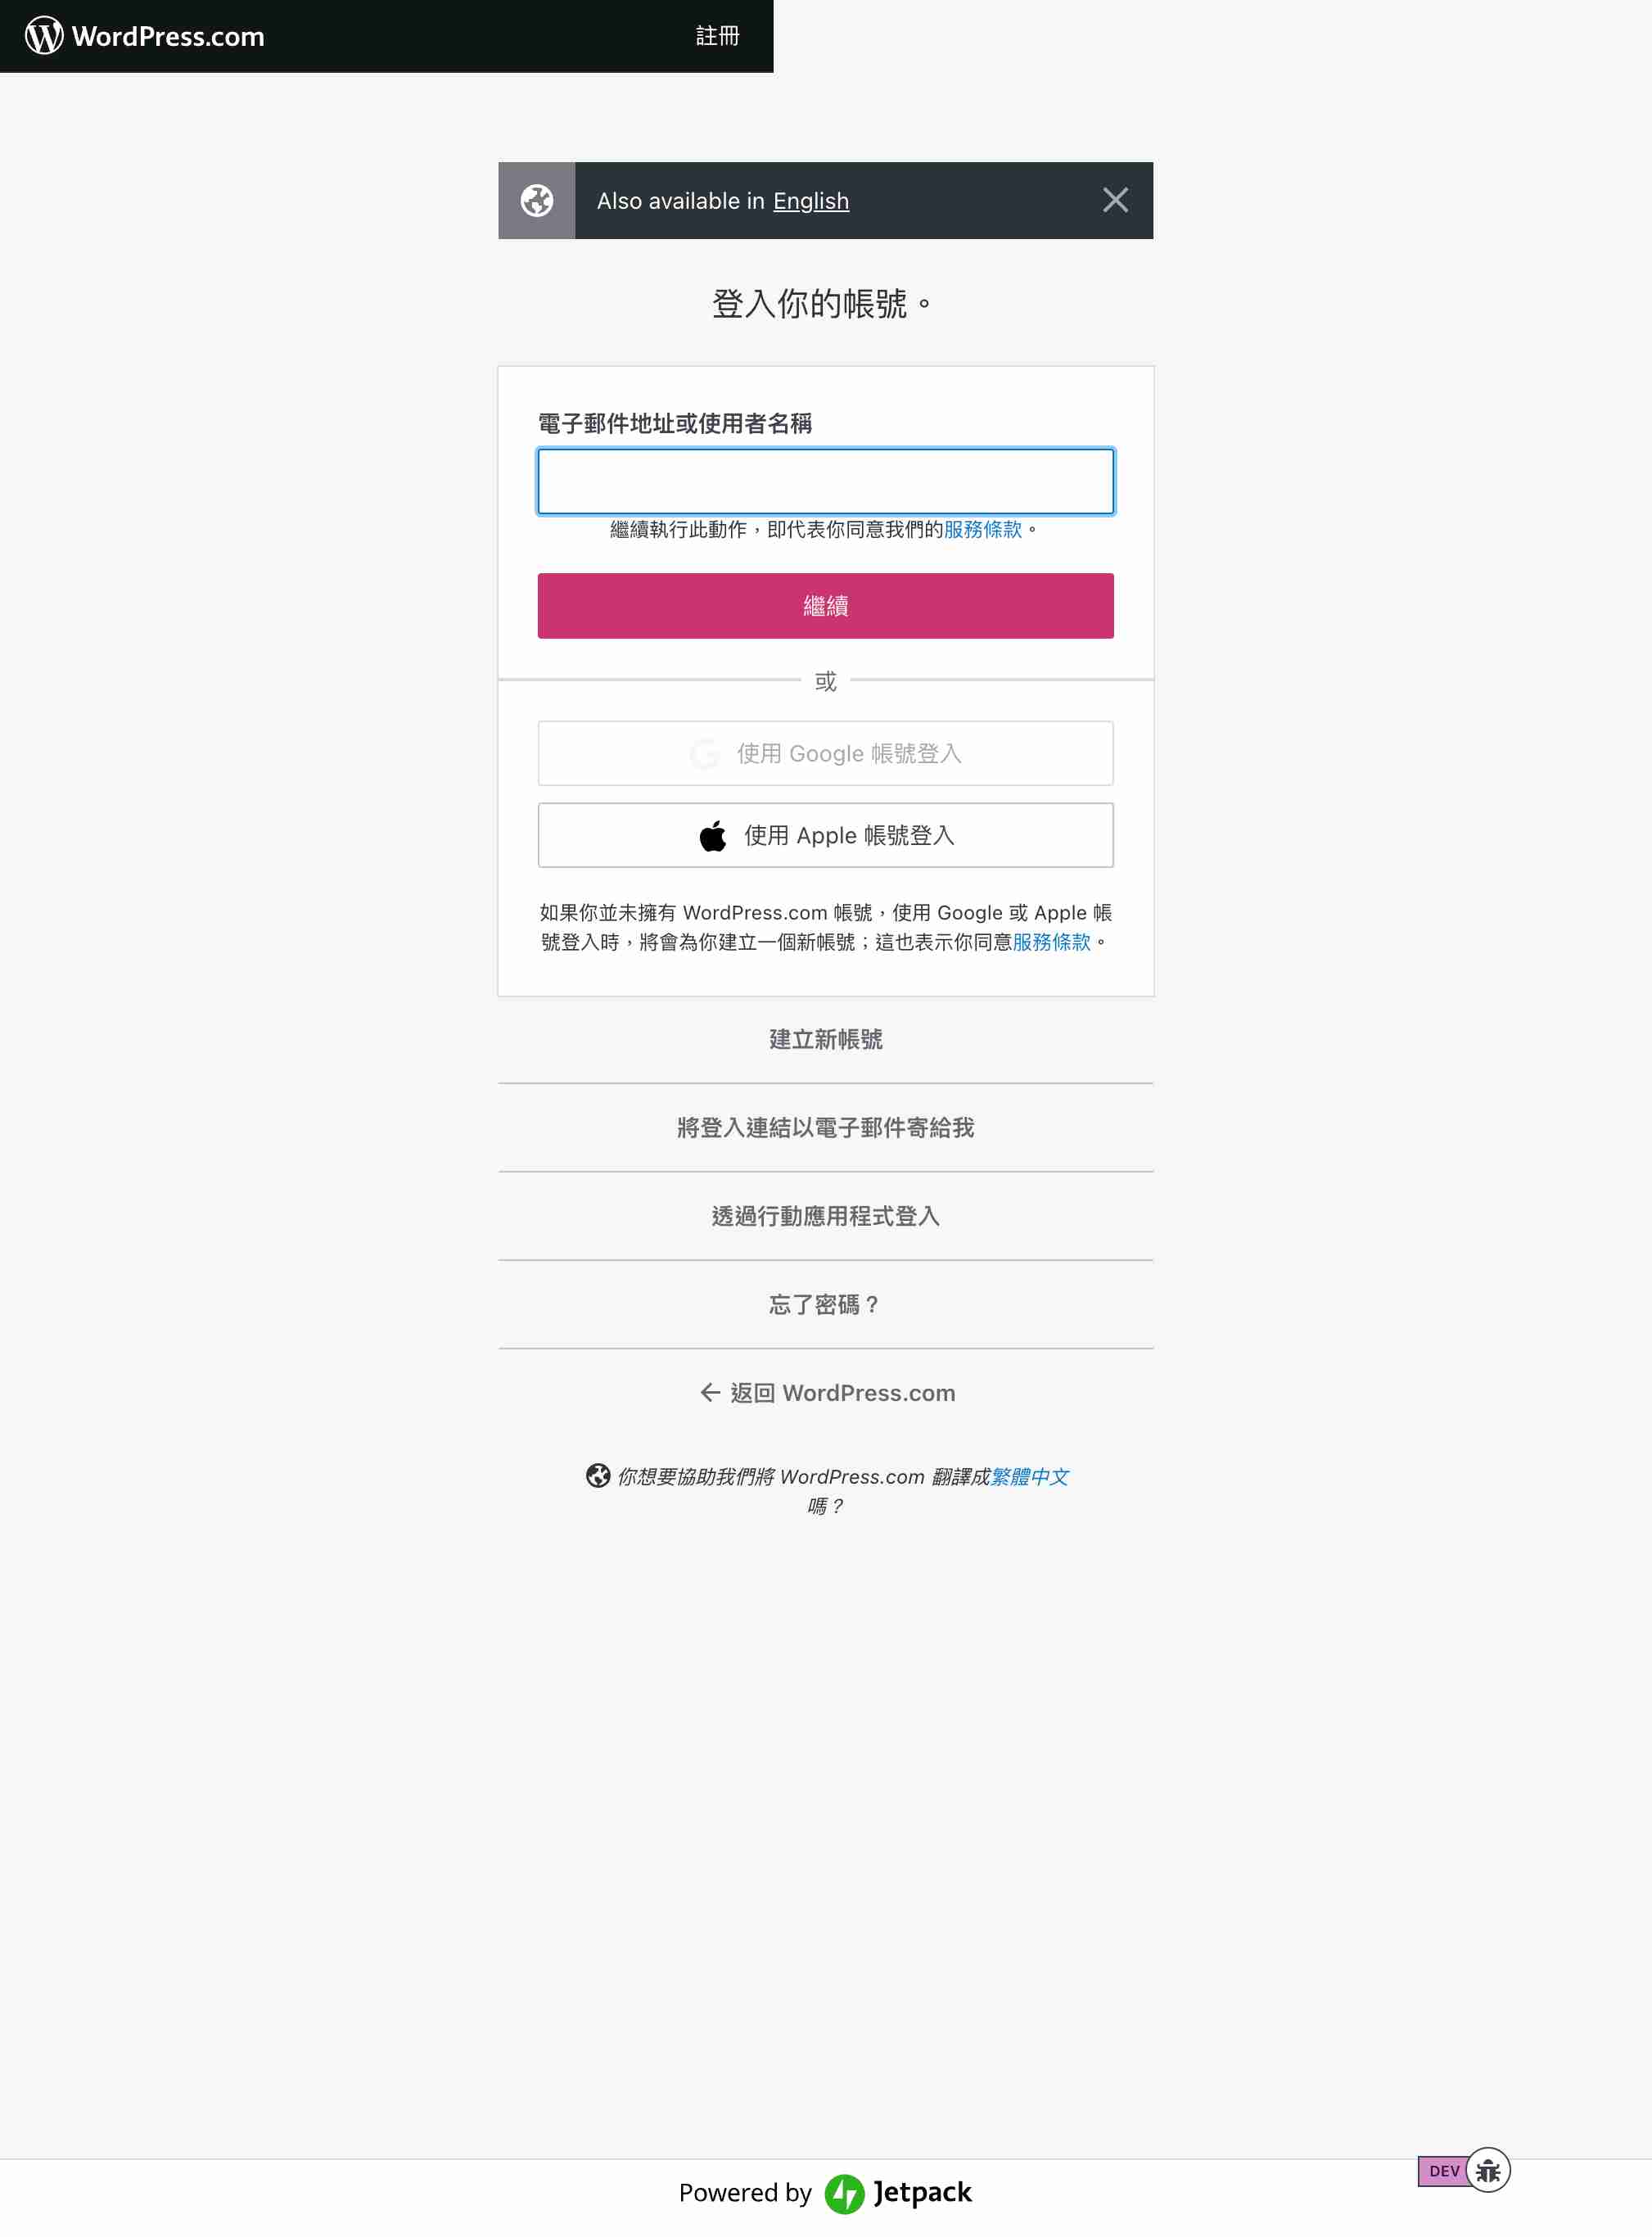 WordPress.com
註冊
Also available in English
登入你的帳號。
電子郵件地址或使用者名稱
繼續執行此動作，即代表你同意我們的服務條款。
繼續
或
使用 Google 帳號登入
使用 Apple 帳號登入
如果你並未擁有 WordPress.com 帳號，使用 Google 或 Apple 帳
號登入時，將會為你建立一個新帳號；這也表示你同意服務條款。
建立新帳號
將登入連結以電子郵件寄給我
透過行動應用程式登入
忘了密碼？
← 返回 WordPress.com
你想要協助我們將 WordPress.com 翻譯成繁體中文
嗎？
DEV
Powered by Jetpack